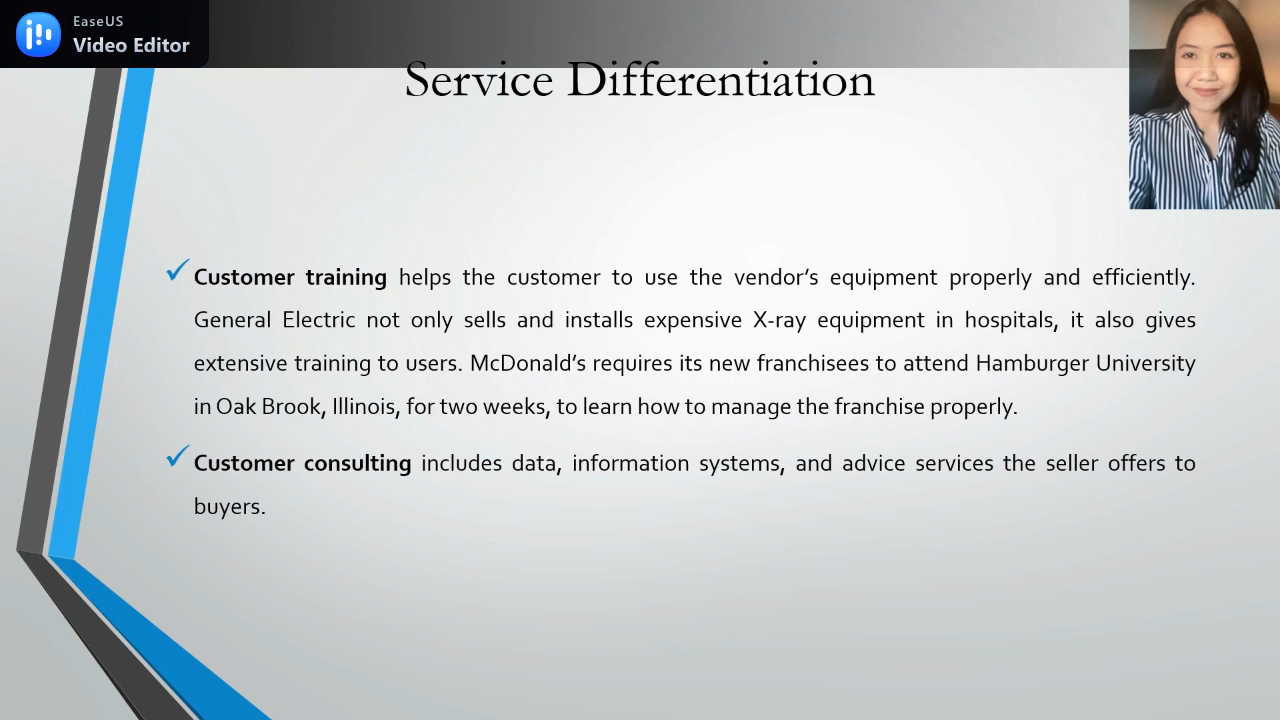 EaseUS
Video Editor
Service Differentiation
Customer training helps the customer to use the vendor’s equipment properly and efficiently.
General Electric not only sells and installs expensive X-ray equipment in hospitals, it also gives
extensive training to users. McDonald’s requires its new franchisees to attend Hamburger University
in Oak Brook, Illinois, for two weeks, to learn how to manage the franchise properly.
Customer consulting includes data, information systems, and advice services the seller offers to
buyers.